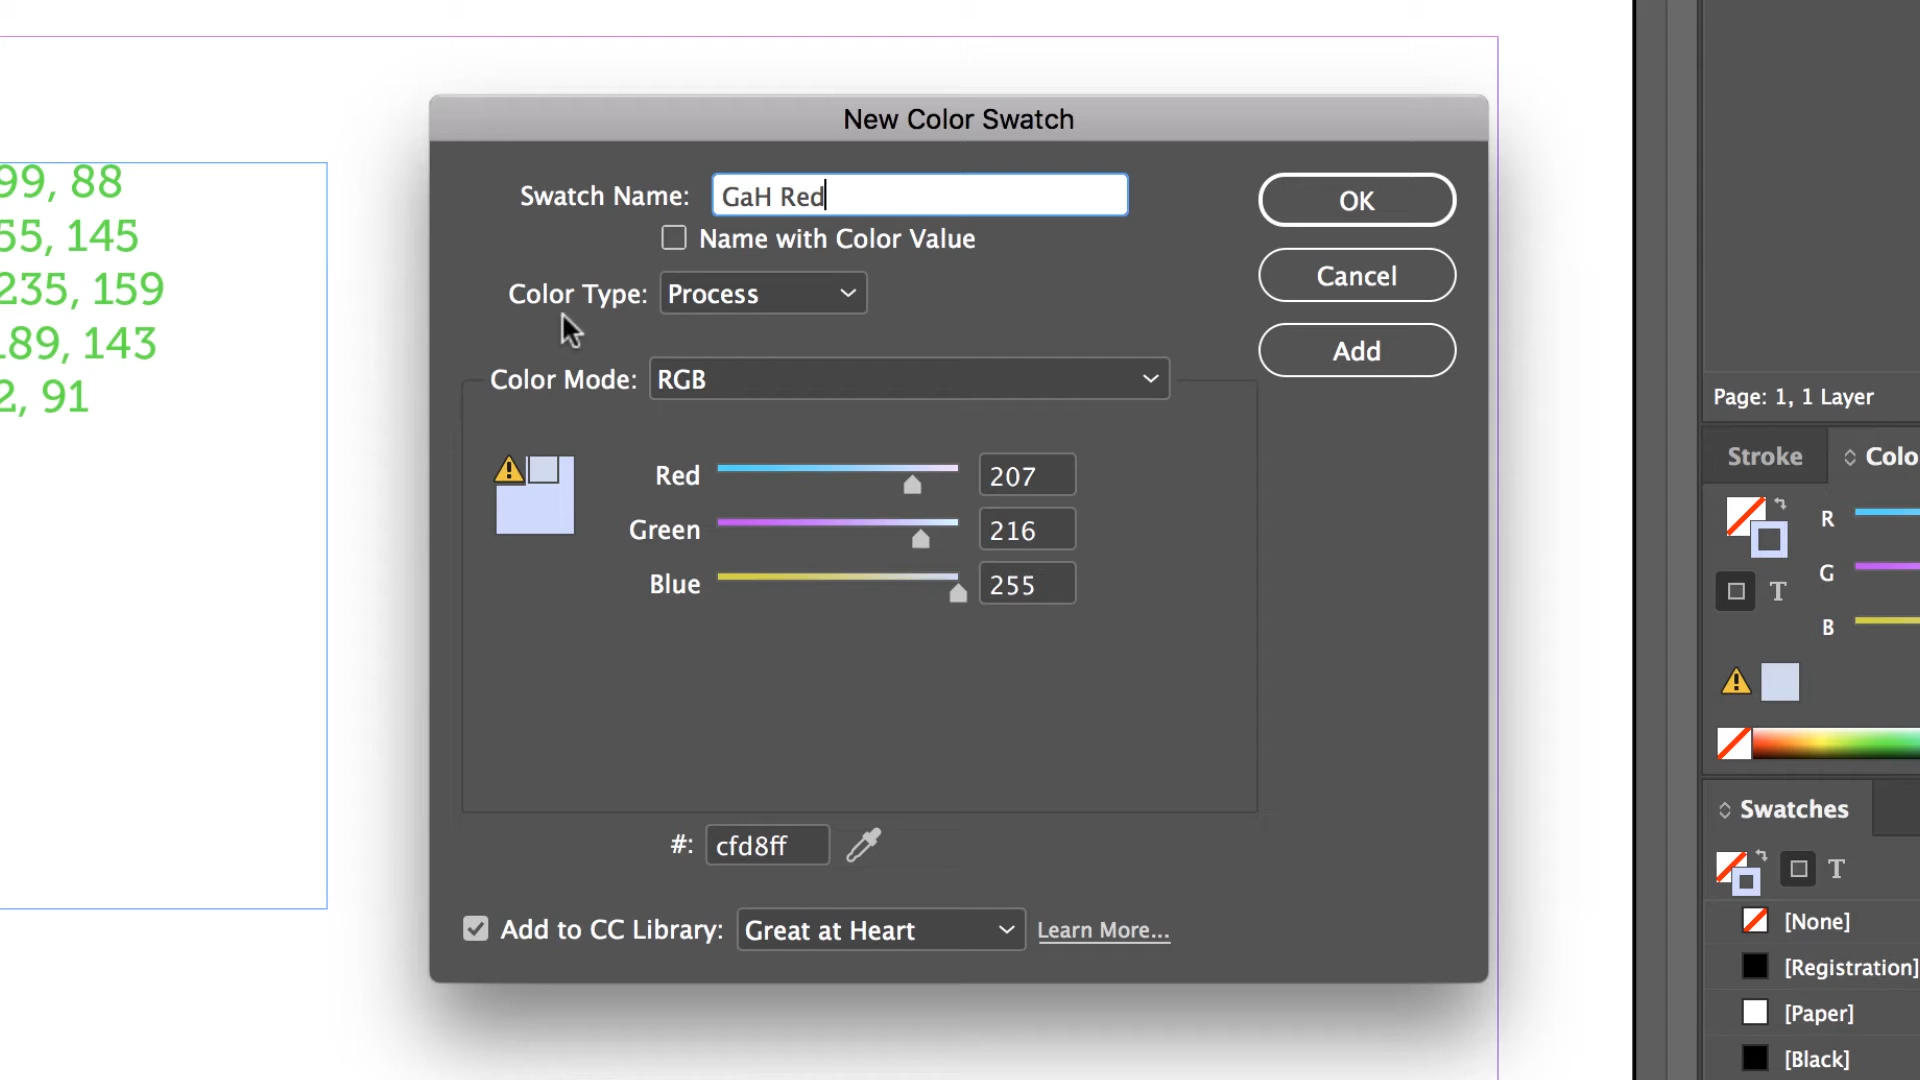 New Color Swatch
99, 88
55, 145
235, 159
189, 143
2, 91
Swatch Name: GaH Red
Name with Color Value
Color Type: Process
Color Mode: RGB
Red 207
Green 216
Blue 255
#: cfd8ff
Add to CC Library: Great at Heart Learn More...
OK
Cancel
Add
Page: 1, 1 Layer
Stroke Colo
R
G
T
B
Swatches
T
[None]
[Registration]
[Paper]
[Black]